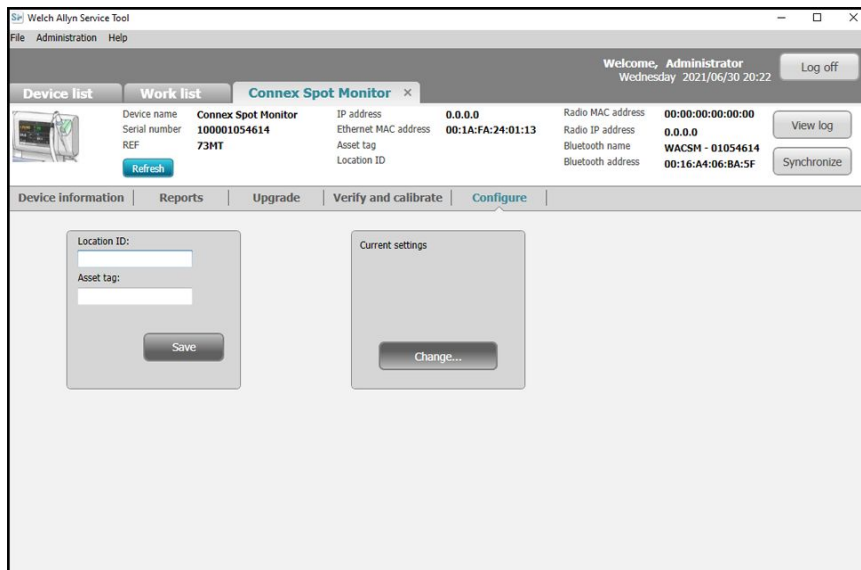 Welch Allyn Service Tool
File Administration Help
Welcome, Administrator
Wednesday 2021/06/30 20:22
Log off
Device list Work list Connex Spot Monitor ×
Device name Connex Spot Monitor
Serial number 100001054614
REF 73MT
Refresh
IP address 0.0.0.0
Ethernet MAC address 00:1A:FA:24:01:13
Asset tag
Location ID
Radio MAC address 00:00:00:00:00:00
Radio IP address 0.0.0.0
Bluetooth name WACSM - 01054614
Bluetooth address 00:16:A4:06:BA:5F
View log
Synchronize
Device information Reports Upgrade Verify and calibrate Configure
Location ID:
Asset tag:
Save
Current settings
Change...